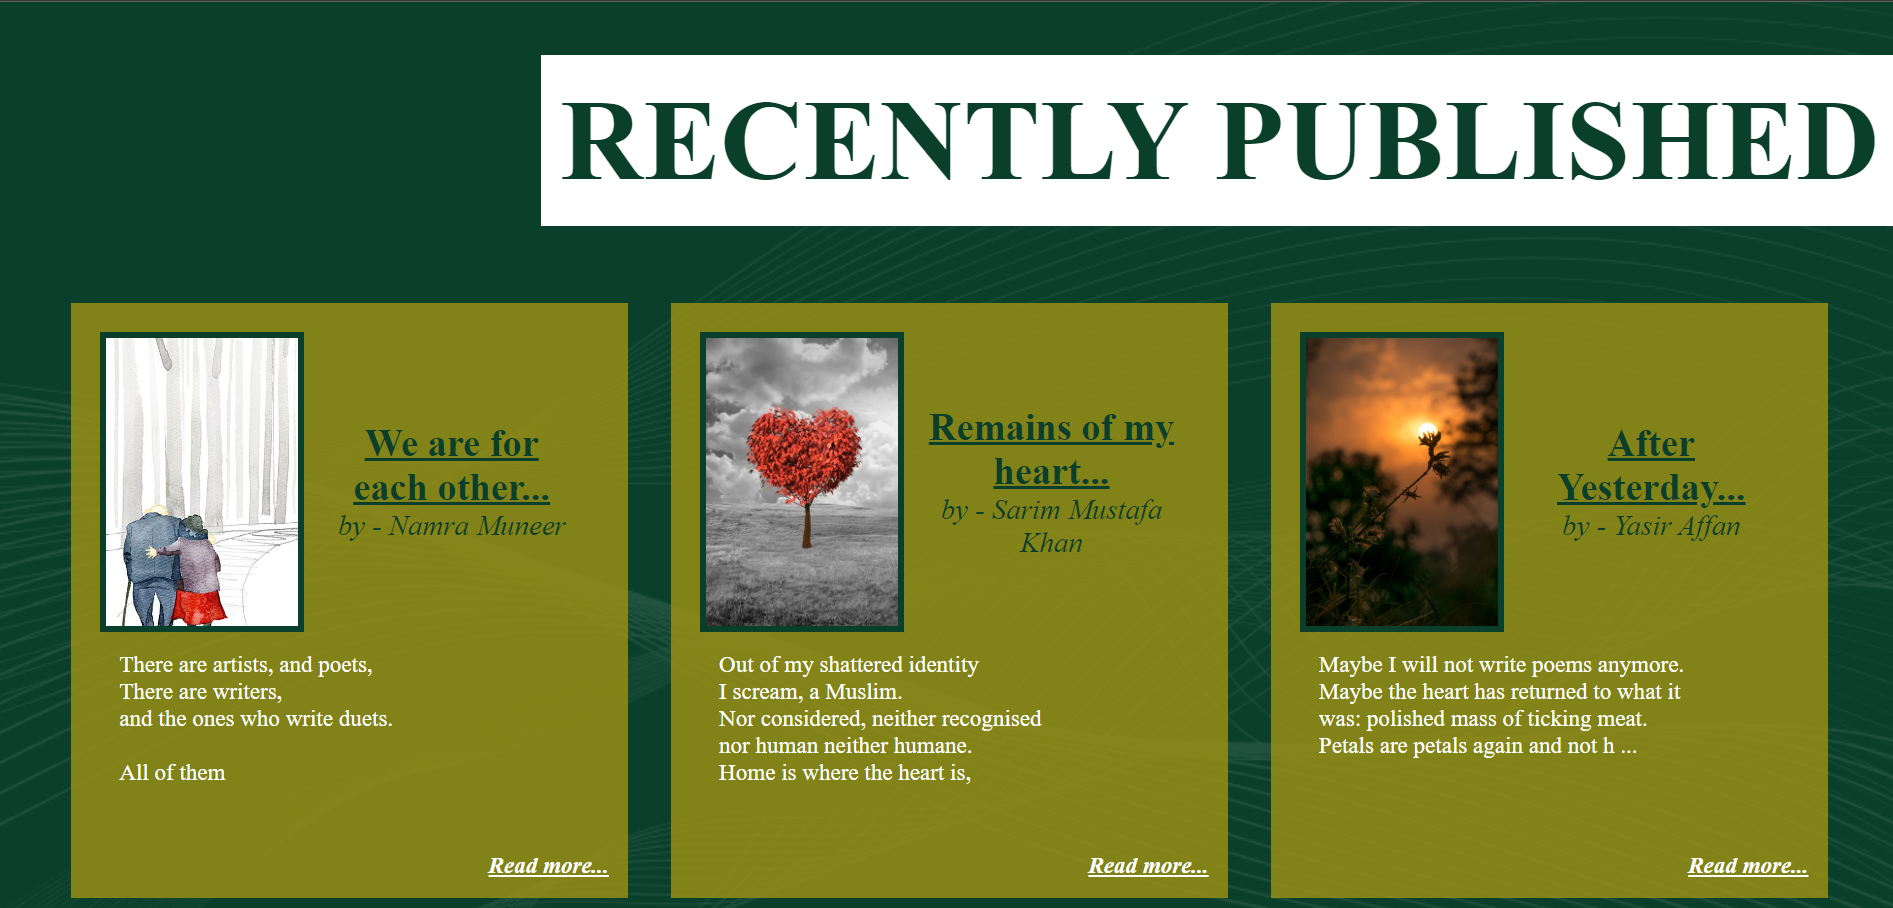 RECENTLY PUBLISHED
We are for
each other...
by - Namra Muneer
There are artists, and poets,
There are writers,
and the ones who write duets.
All of them
Read more...
Remains of my
heart...
by - Sarim Mustafa
Khan
Out of my shattered identity
I scream, a Muslim.
Nor considered, neither recognised
nor human neither humane.
Home is where the heart is,
Read more...
After
Yesterday...
by - Yasir Affan
Maybe I will not write poems anymore.
Maybe the heart has returned to what it
was: polished mass of ticking meat.
Petals are petals again and not h ...
Read more...